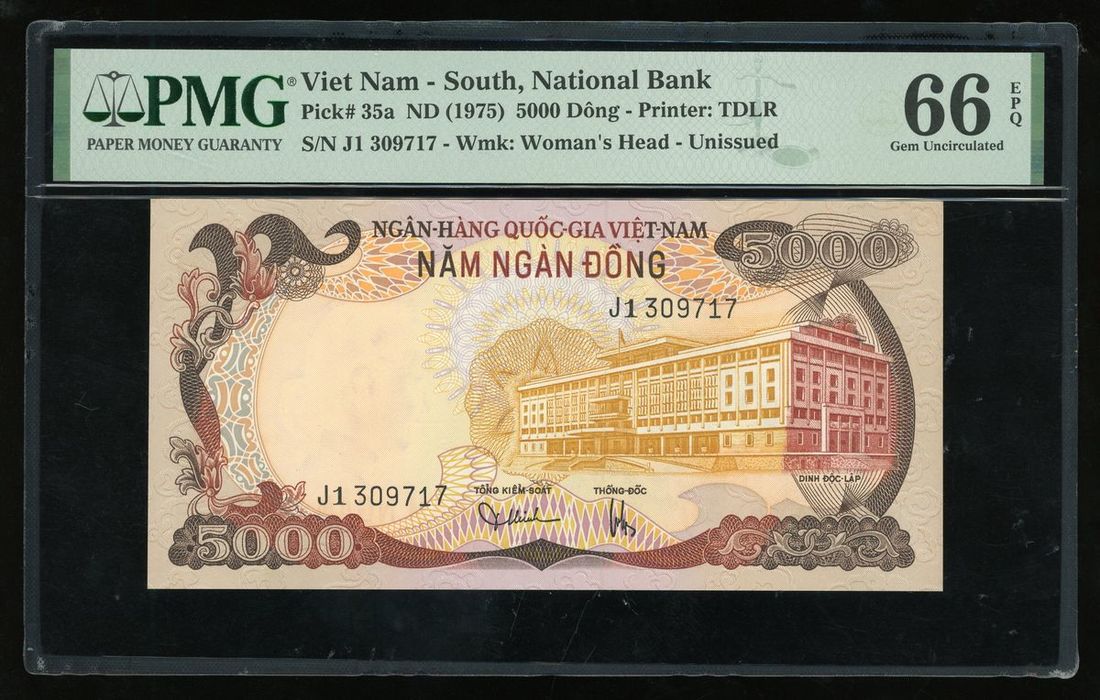 PMG®
PAPER MONEY GUARANTY
Viet Nam - South, National Bank
Pick# 35a ND (1975) 5000 Dông - Printer: TDLR
S/N J1 309717 - Wmk: Woman's Head - Unissued
66
EPQ
Gem Uncirculated
NGÂN-HÀNG QUỐC-GIA VIỆT-NAM
NĂM NGÀN ĐỒNG
5000
J1 309717
DINH ĐỘC-LẬP
J1 309717
TỔNG KIỂM-SOÁT
THỐNG-ĐỐC
5000